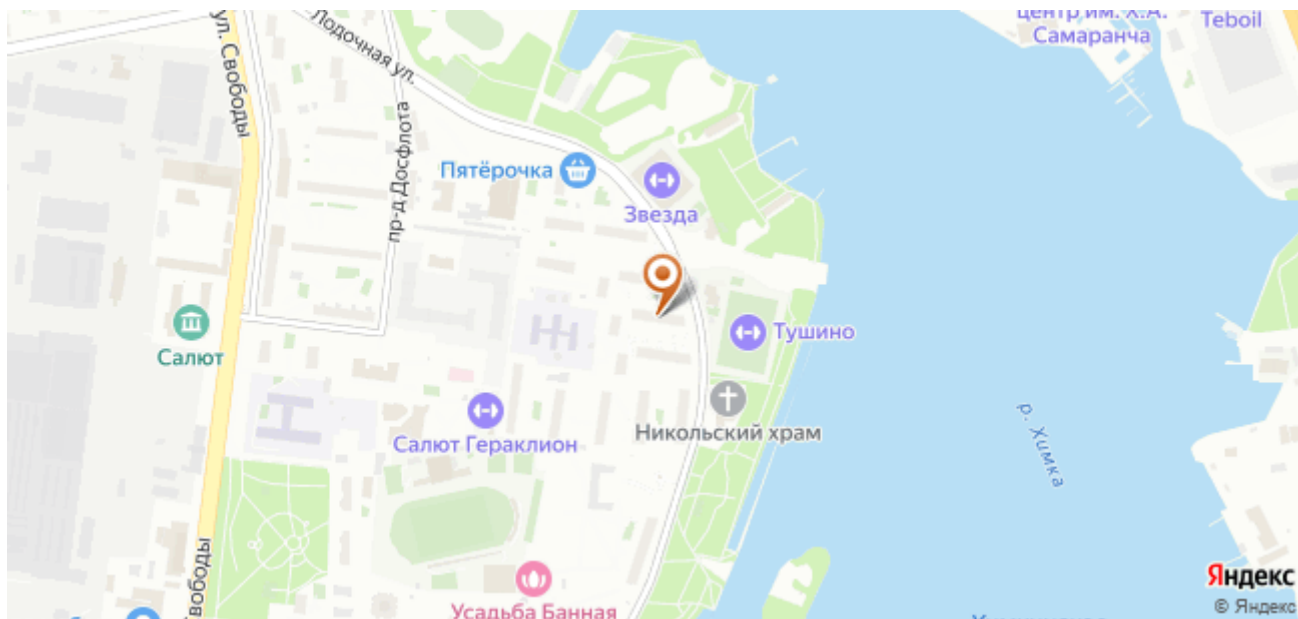 центр им. Х.А.
Самаранча
Teboil
Лодочная ул.
ул. Свободы
пр-д Досфлота
Пятёрочка
Звезда
Тушино
Салют
Салют Гераклион
Никольский храм
р. Химка
Свободы
Усадьба Банная
Яндекс
© Яндекс